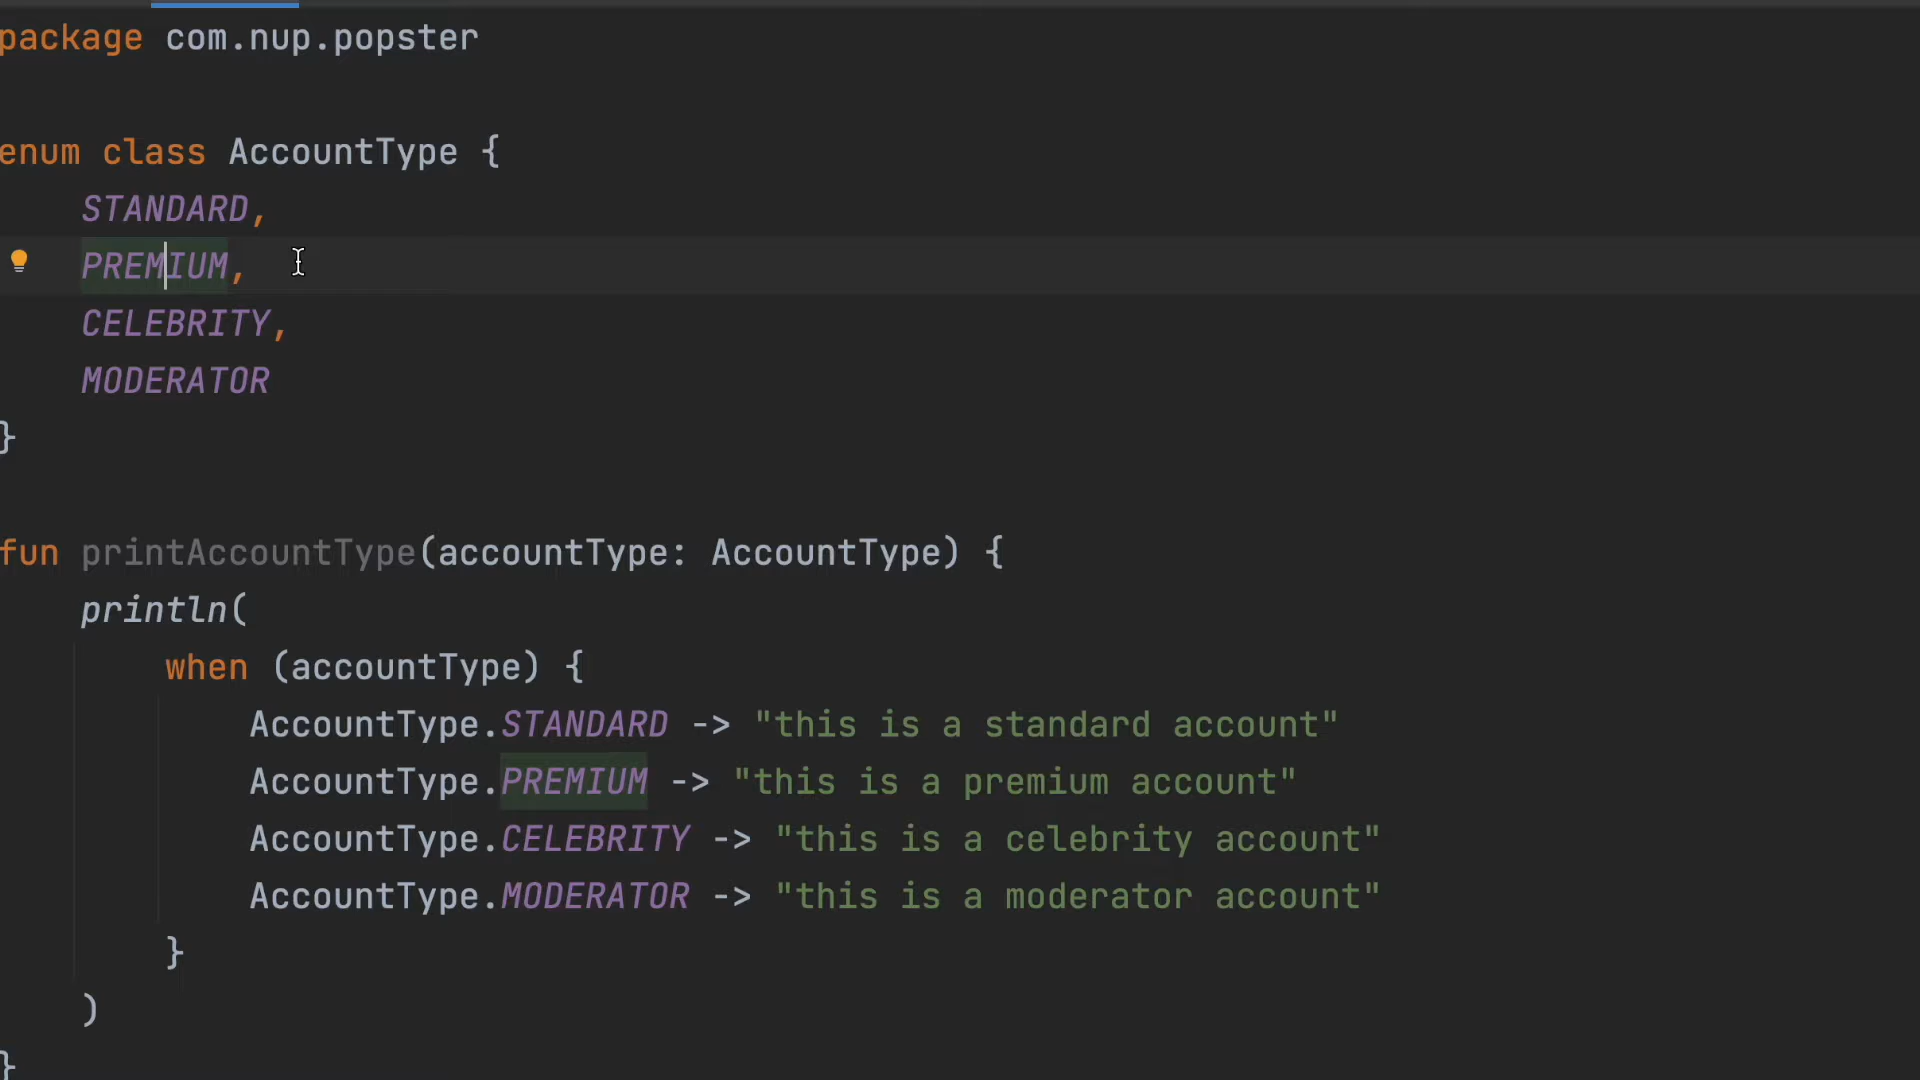 package com.nup.popster
enum class AccountType {
STANDARD,
PREMIUM,
CELEBRITY,
MODERATOR
}
fun printAccountType(accountType: AccountType) {
println(
when (accountType) {
AccountType.STANDARD -> "this is a standard account"
AccountType.PREMIUM -> "this is a premium account"
AccountType.CELEBRITY -> "this is a celebrity account"
AccountType.MODERATOR -> "this is a moderator account"
}
)
}